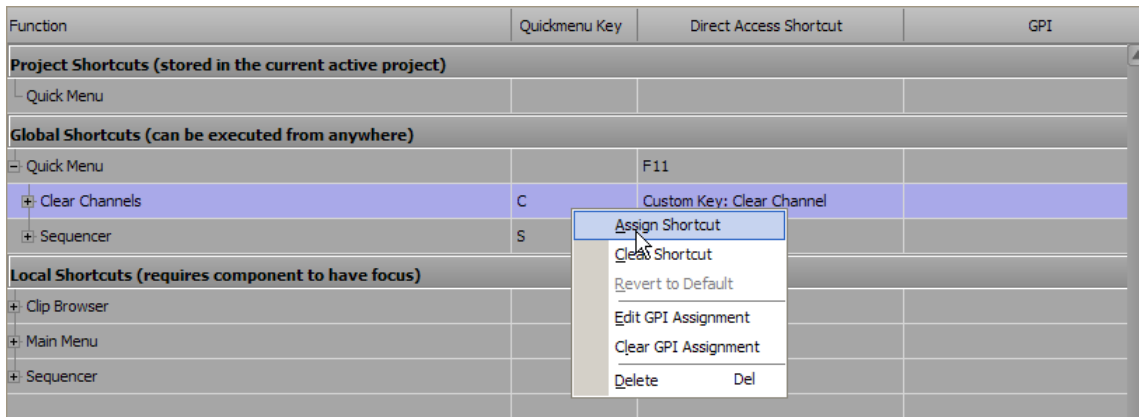 Function Quickmenu Key Direct Access Shortcut GPI
Project Shortcuts (stored in the current active project)
Quick Menu
Global Shortcuts (can be executed from anywhere)
Quick Menu F11
Clear Channels C Custom Key: Clear Channel
Sequencer S
Assign Shortcut
Clear Shortcut
Revert to Default
Edit GPI Assignment
Clear GPI Assignment
Delete Del
Local Shortcuts (requires component to have focus)
Clip Browser
Main Menu
Sequencer